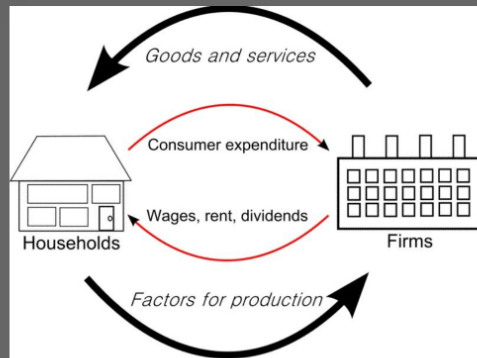 Goods and services
Consumer expenditure
Wages, rent, dividends
Households
Firms
Factors for production